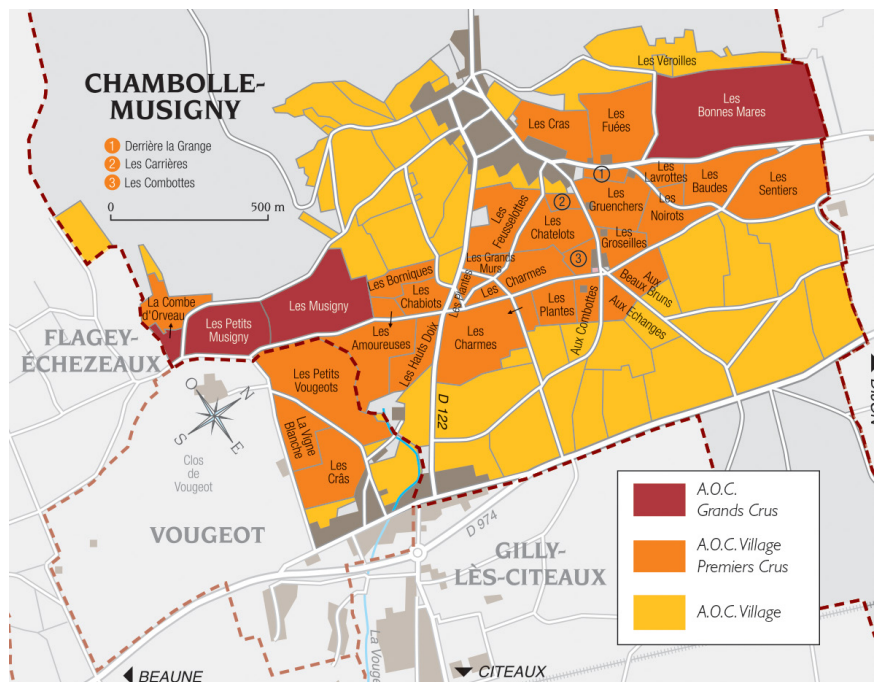 CHAMBOLLE-
MUSIGNY
1 Derrière la Grange
2 Les Carrières
3 Les Combottes
0 500 m
Les Véroilles
Les
Bonnes Mares
Les Cras
Les
Fuées
1
Les
Lavrottes
Les
Baudes
Les
Sentiers
2
Les
Gruenchers
Les
Noirots
Les
Feusselottes
Les
Chatelots
Les
Groseilles
3
Les Grands
Murs
Les Borniques
Les
Chabiots
Les Plantes
Les Charmes
Aux
Beaux Bruns
Les
Plantes
Aux Combottes
Aux Echanges
La Combe
d'Orveau
Les Musigny
Les Petits
Musigny
Les
Amoureuses
Les Hauts Doix
Les
Charmes
FLAGEY-
ÉCHEZEAUX
Les Petits
Vougeots
D 122
DIJON
O N
S E
La Vigne
Blanche
Les
Crâs
Clos
de
Vougeot
VOUGEOT
D 974
GILLY-
LÈS-CITEAUX
A.O.C.
Grands Crus
A.O.C. Village
Premiers Crus
A.O.C. Village
La Vouge
BEAUNE
CITEAUX